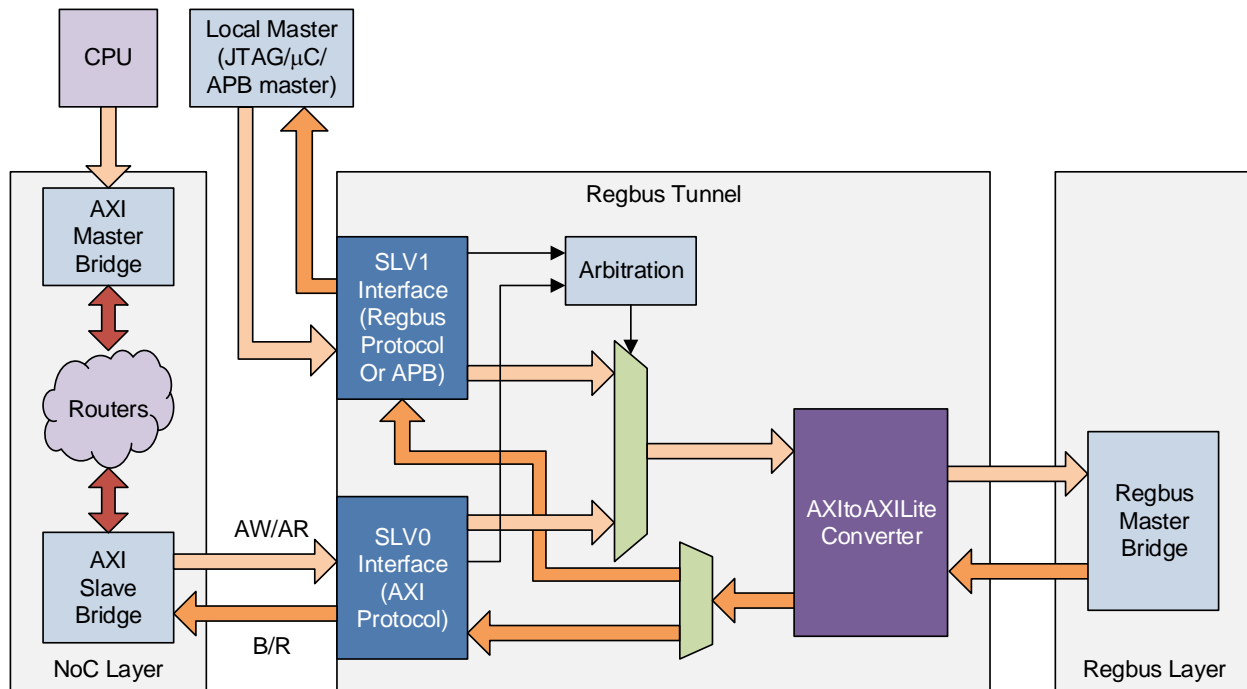 CPU
Local Master
(JTAG/μC/
APB master)
Regbus Tunnel
AXI
Master
Bridge
SLV1
Interface
(Regbus
Protocol
Or APB)
Arbitration
Routers
AW/AR
SLV0
Interface
(AXI
Protocol)
AXItoAXILite
Converter
Regbus
Master
Bridge
AXI
Slave
Bridge
B/R
NoC Layer
Regbus Layer